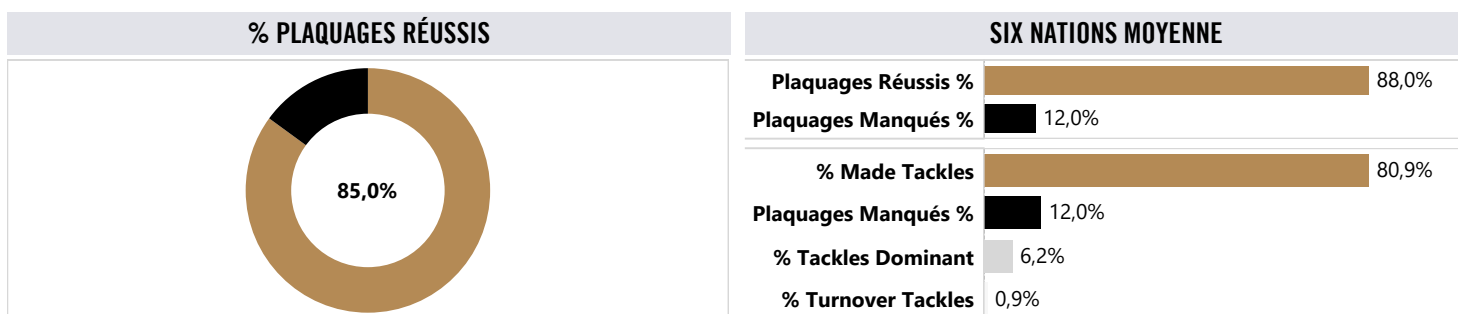 % PLAQUAGES RÉUSSIS
85,0%
SIX NATIONS MOYENNE
Plaquages Réussis % 88,0%
Plaquages Manqués % 12,0%
% Made Tackles 80,9%
Plaquages Manqués % 12,0%
% Tackles Dominant 6,2%
% Turnover Tackles 0,9%